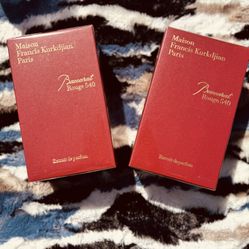 Maison
Francis Kurkdjian
Paris
Baccarat
Rouge 540
Extrait de parfum
Maison
Francis Kurkdjian
Paris
Baccarat
Rouge 540
Extrait de parfum